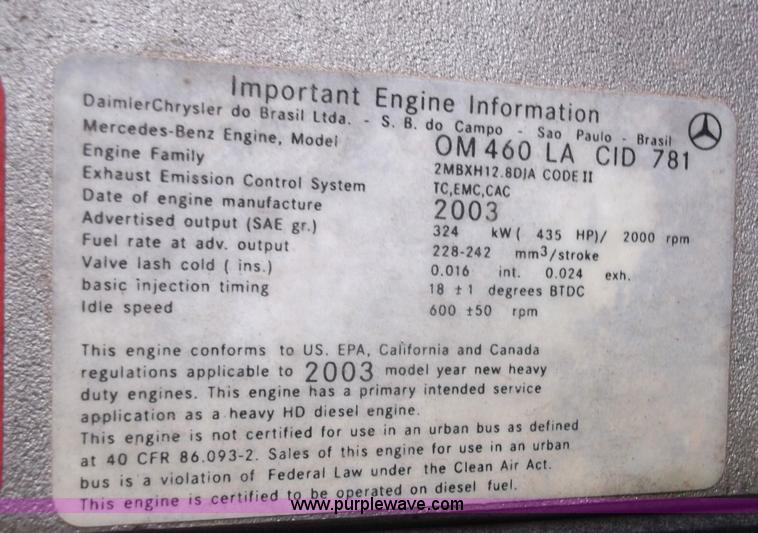 Important Engine Information
DaimlerChrysler do Brasil Ltda. - S. B. do Campo - Sao Paulo - Brasil
Mercedes-Benz Engine, Model OM 460 LA CID 781
Engine Family 2MBXH12.8DJA CODE II
Exhaust Emission Control System TC,EMC,CAC
Date of engine manufacture 2003
Advertised output (SAE gr.) 324 kW ( 435 HP)/ 2000 rpm
Fuel rate at adv. output 228-242 mm3/stroke
Valve lash cold ( ins.) 0.016 int. 0.024 exh.
basic injection timing 18 ±1 degrees BTDC
Idle speed 600 ±50 rpm
This engine conforms to US. EPA, California and Canada
regulations applicable to 2003 model year new heavy
duty engines. This engine has a primary intended service
application as a heavy HD diesel engine.
This engine is not certified for use in an urban bus as defined
at 40 CFR 86.093-2. Sales of this engine for use in an urban
bus is a violation of Federal Law under the Clean Air Act.
This engine is certified to be operated on diesel fuel.
www.purplewave.com